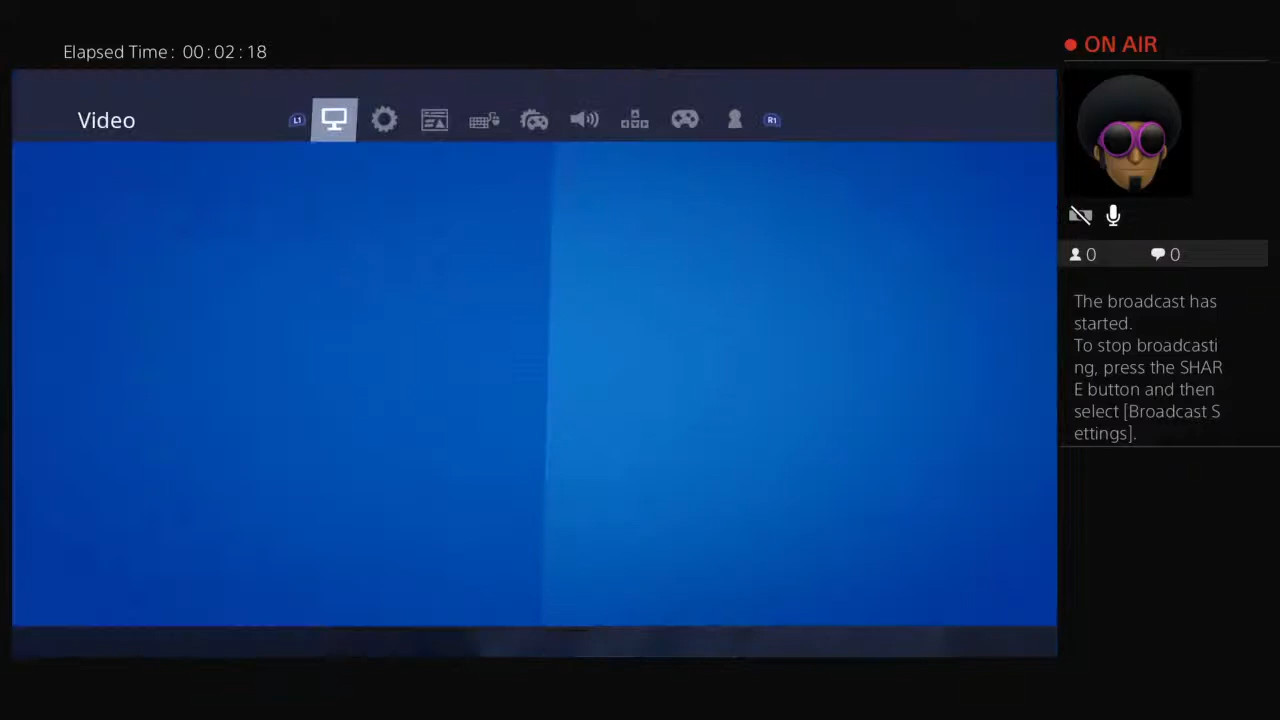 Elapsed Time: 00:02:18
ON AIR
Video
L1
R1
0
0
The broadcast has
started.
To stop broadcasti
ng, press the SHAR
E button and then
select [Broadcast S
ettings].